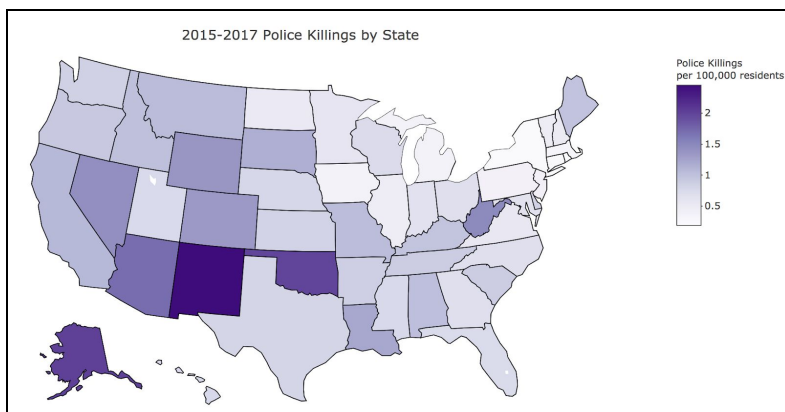 2015-2017 Police Killings by State
Police Killings
per 100,000 residents
2
1.5
1
0.5